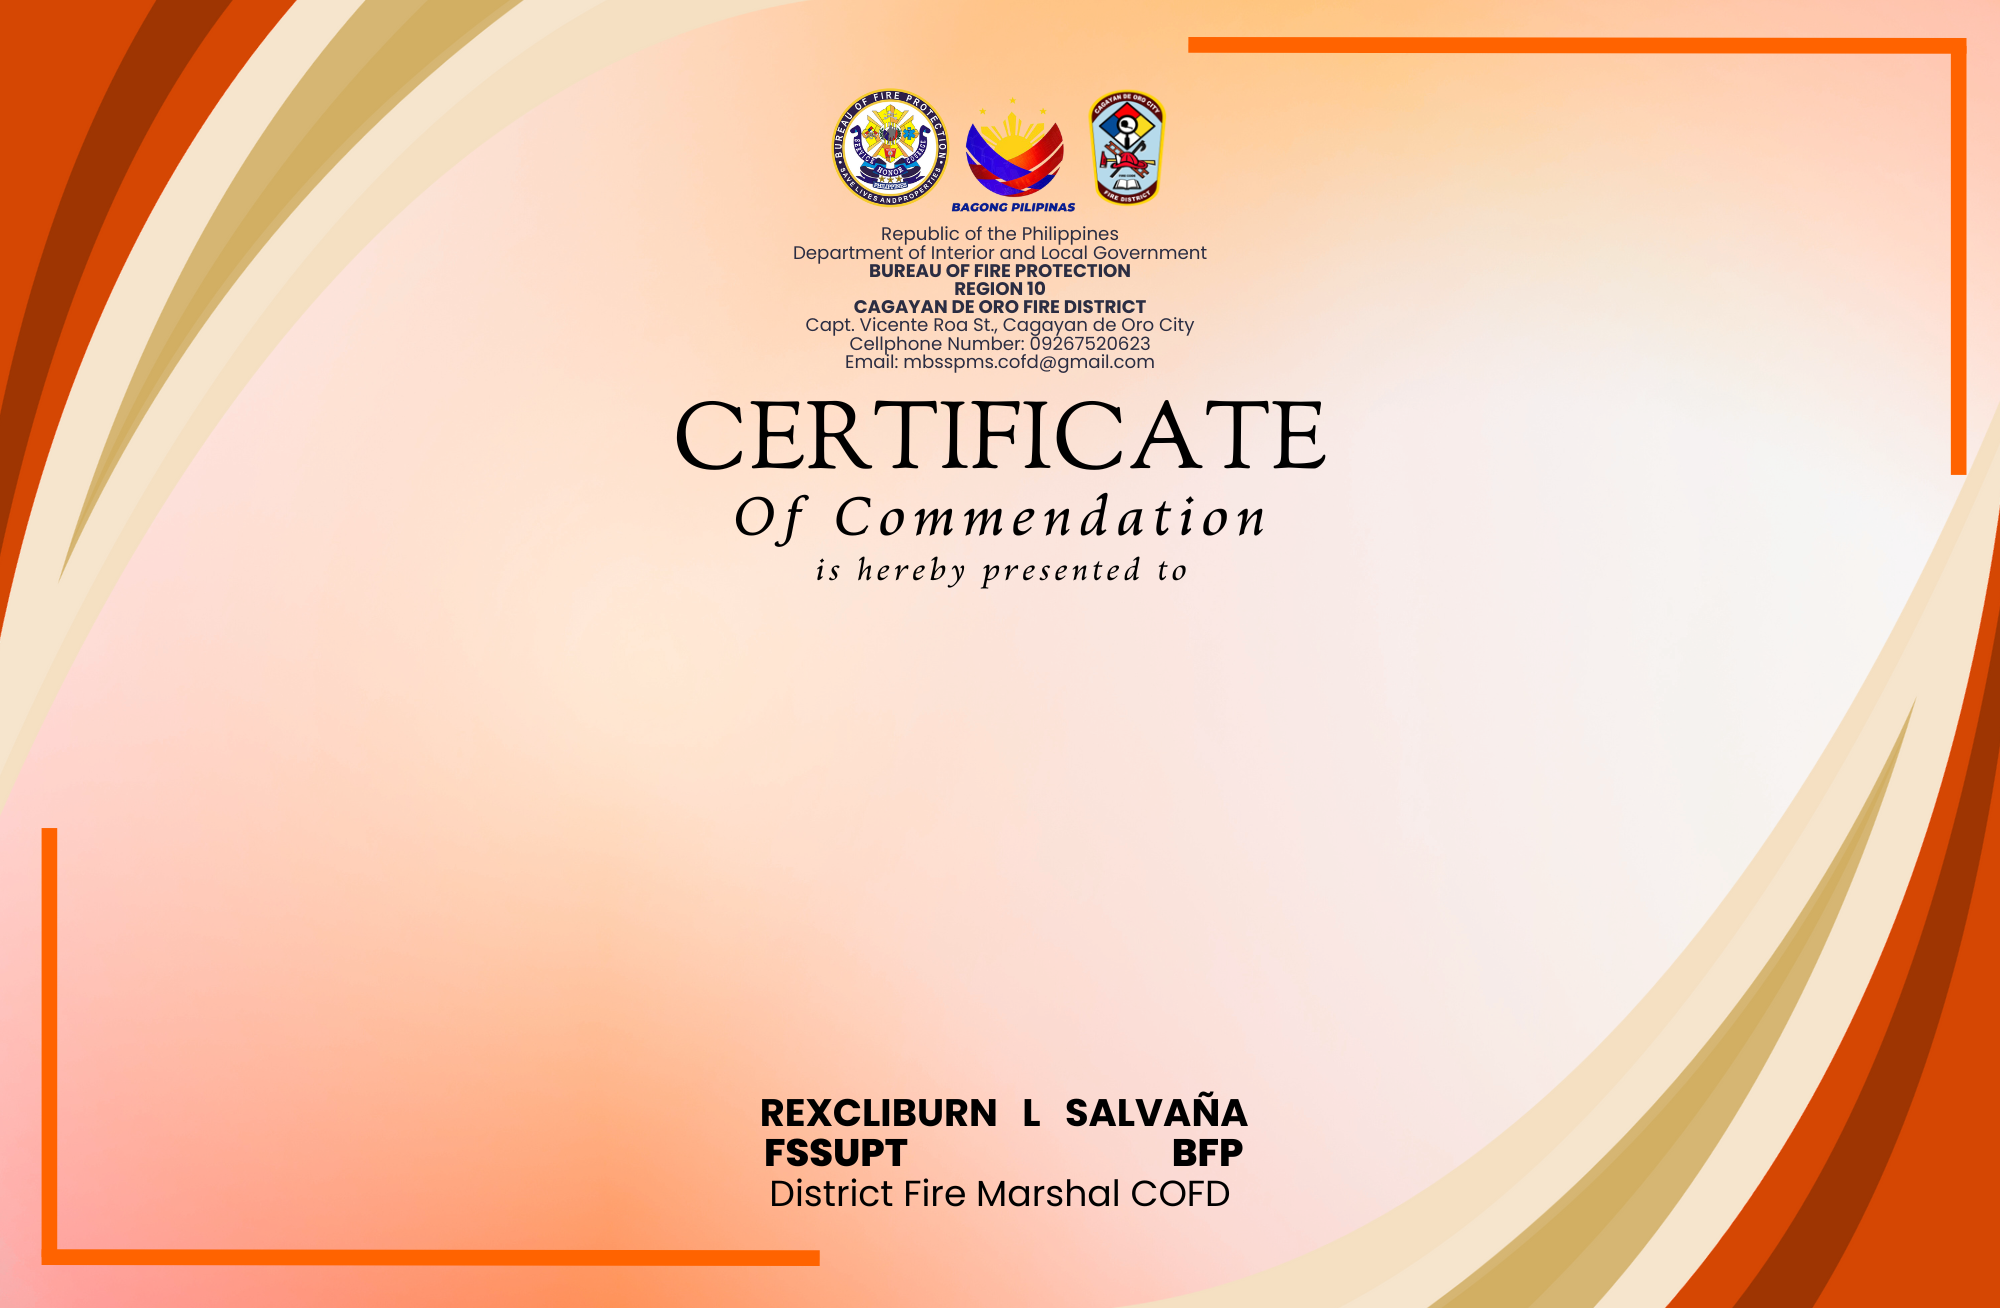 BUREAU OF FIRE PROTECTION
SERVICE HONOR COURAGE
PHILIPPINES
SAVE LIVES AND PROPERTIES
BAGONG PILIPINAS
CAGAYAN DE ORO CITY
FIRE DISTRICT
Republic of the Philippines
Department of Interior and Local Government
BUREAU OF FIRE PROTECTION
REGION 10
CAGAYAN DE ORO FIRE DISTRICT
Capt. Vicente Roa St., Cagayan de Oro City
Cellphone Number: 09267520623
Email: mbsspms.cofd@gmail.com
CERTIFICATE
Of Commendation
is hereby presented to
REXCLIBURN L SALVAÑA
FSSUPT BFP
District Fire Marshal COFD